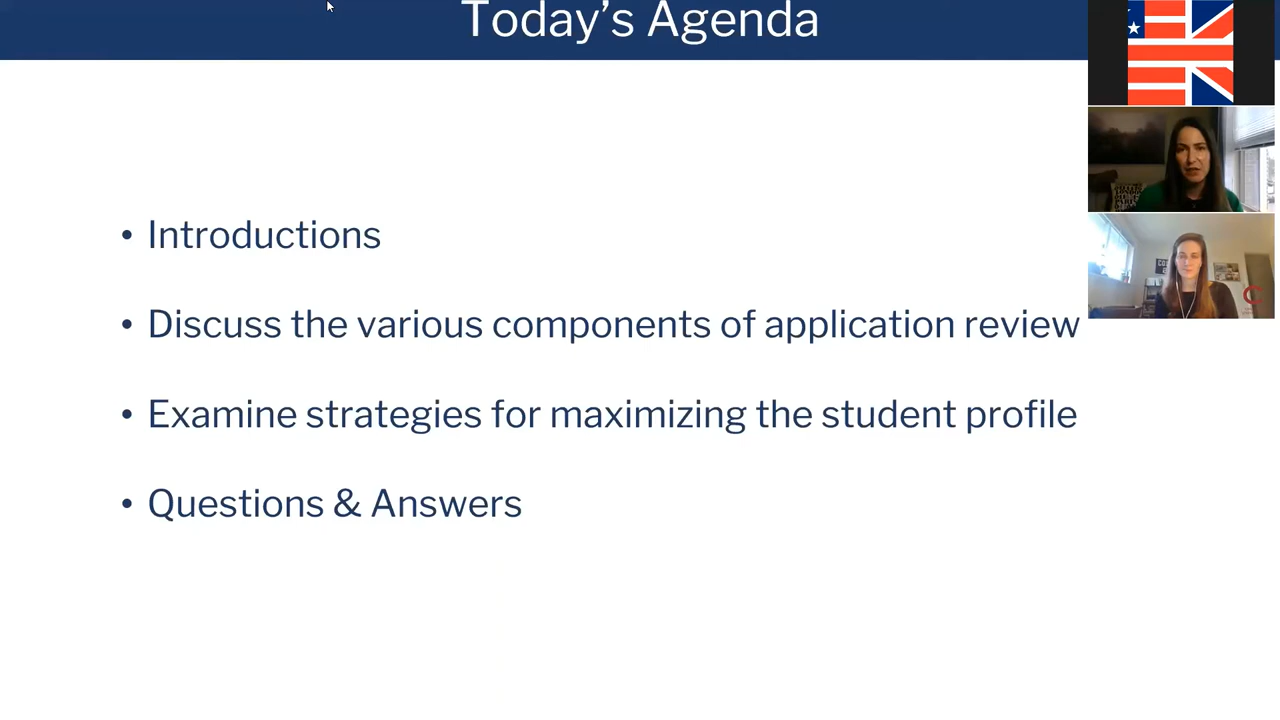 Today's Agenda
• Introductions
• Discuss the various components of application review
• Examine strategies for maximizing the student profile
• Questions & Answers